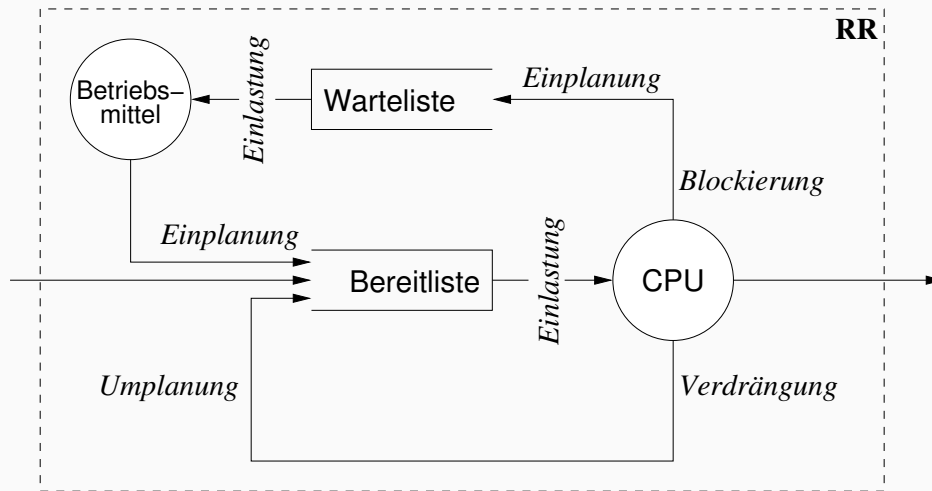 RR
Betriebs–
mittel
Einlastung
Warteliste
Einplanung
Blockierung
Einplanung
Bereitliste
Einlastung
CPU
Umplanung
Verdrängung